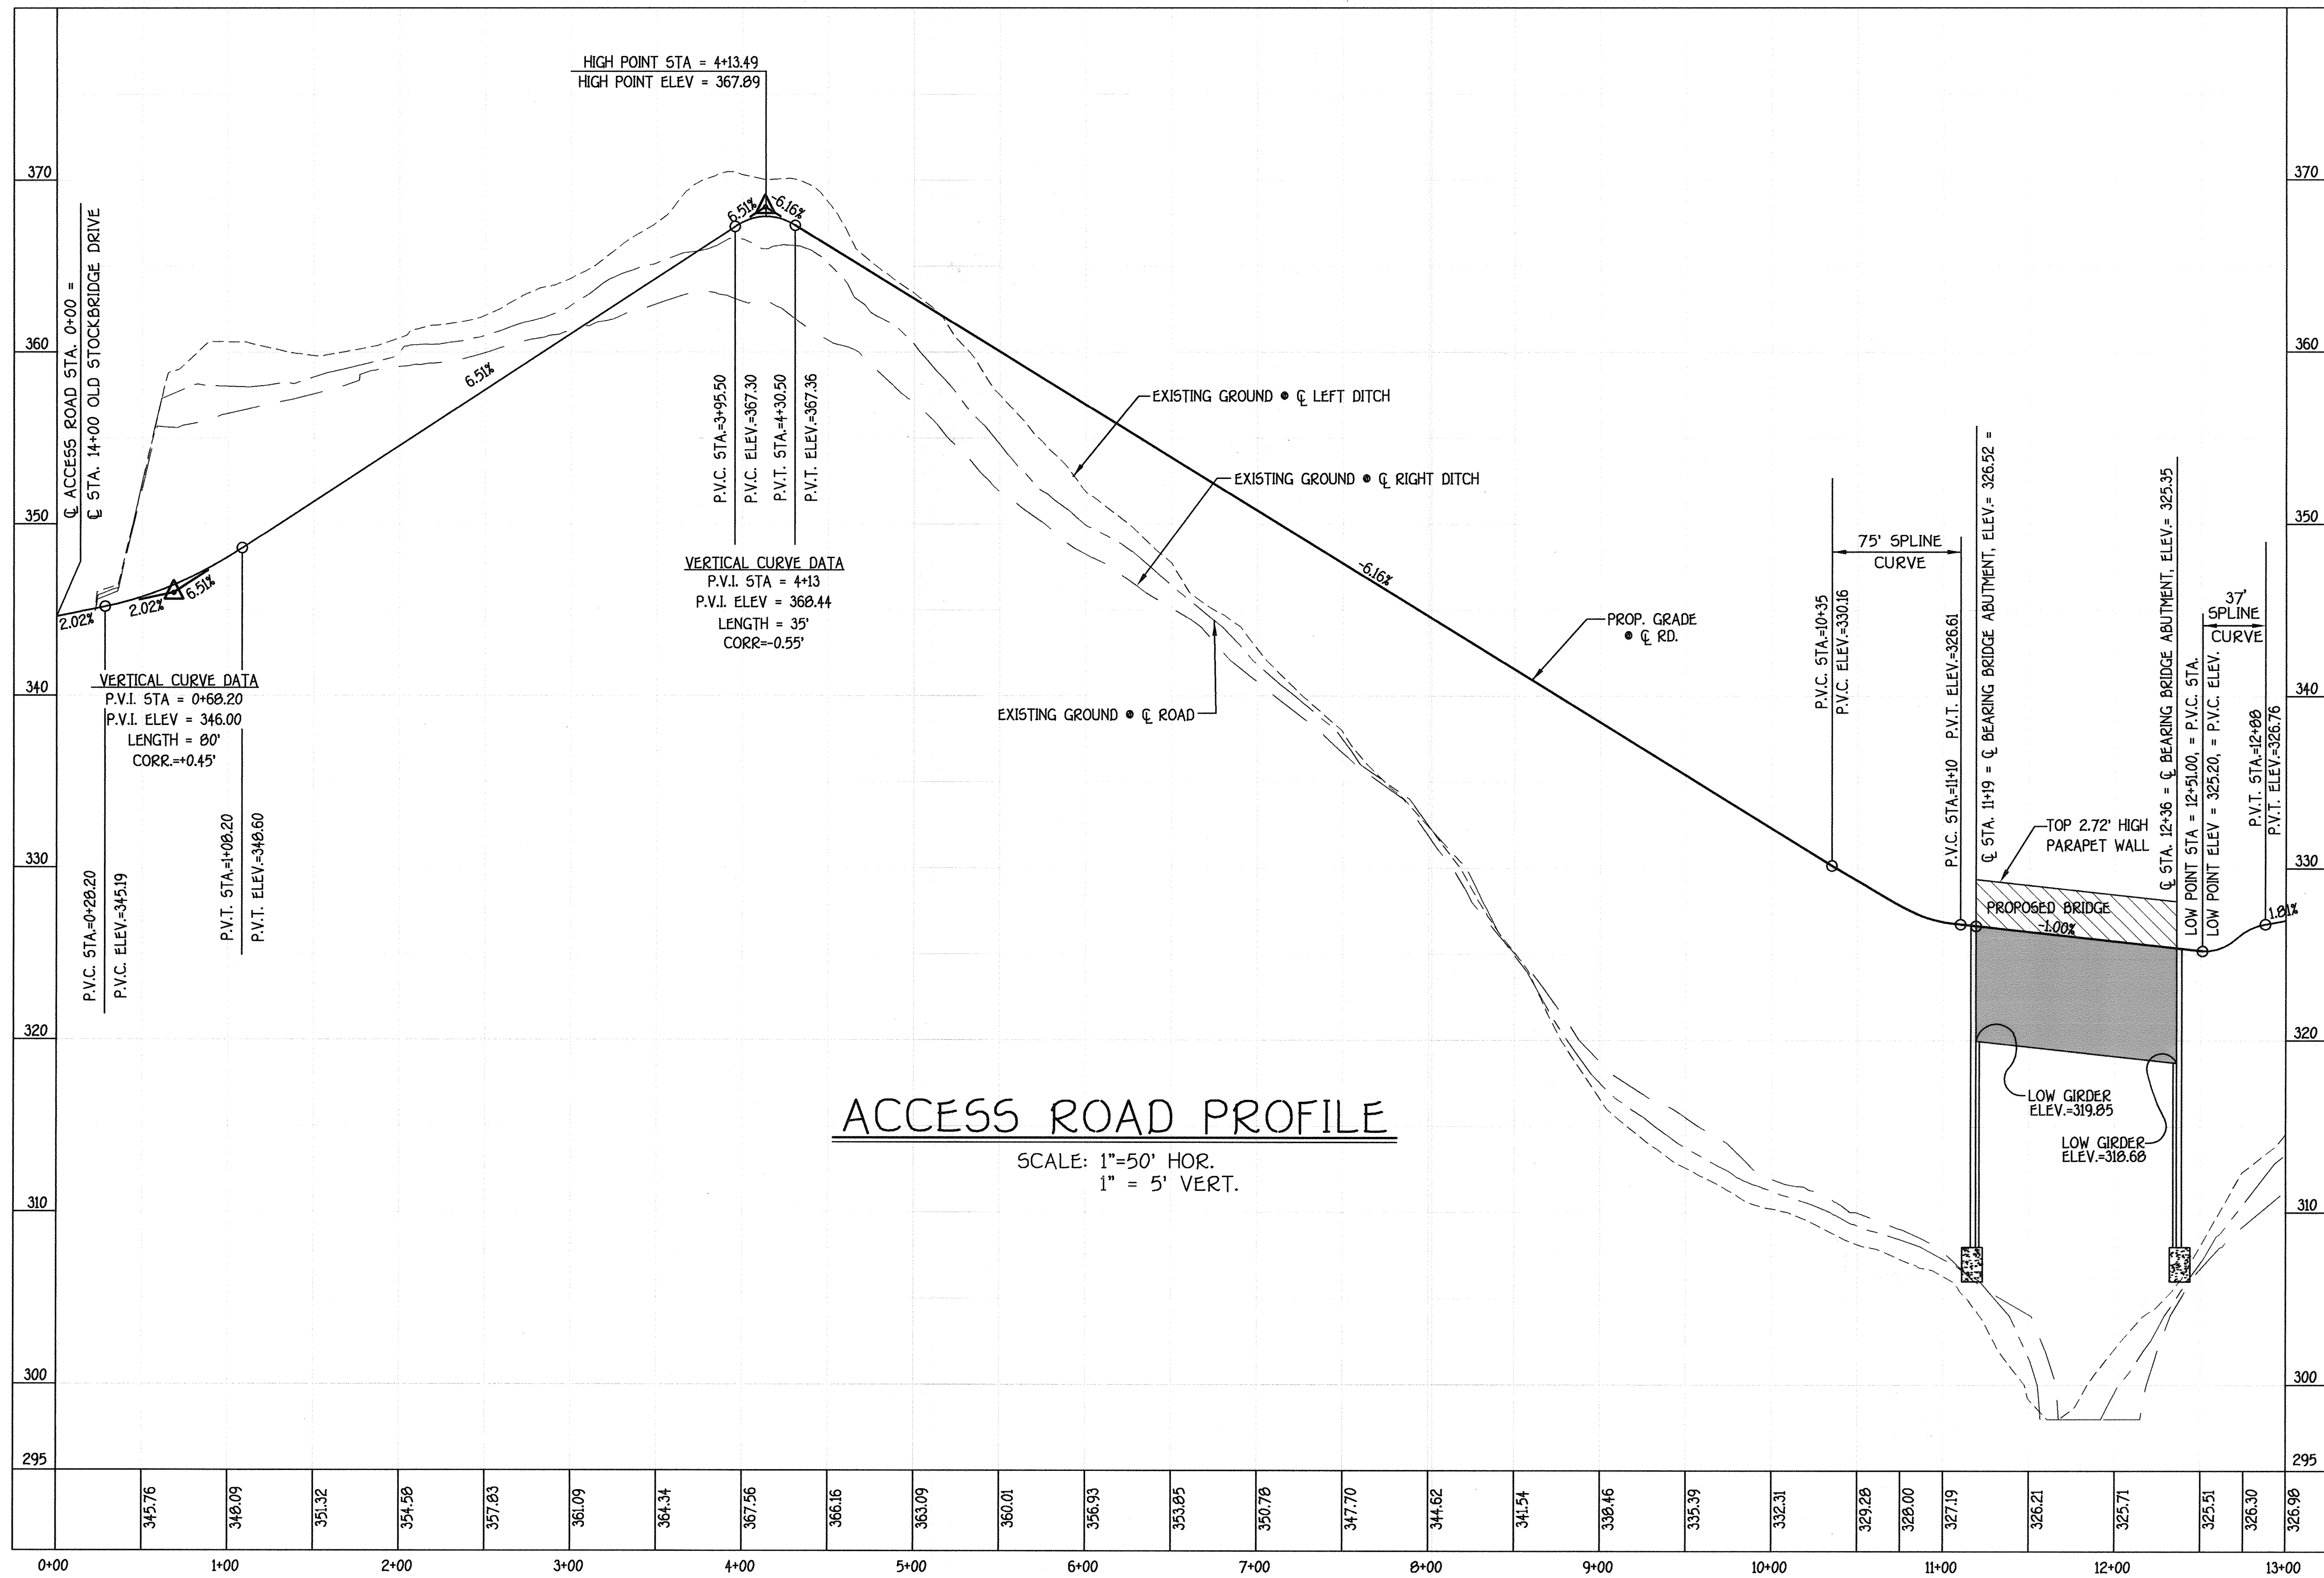 HIGH POINT STA = 4+13.49
HIGH POINT ELEV = 367.89
370
360
350
340
330
320
310
300
295
370
360
350
340
330
320
310
300
295
℄ ACCESS ROAD STA. 0+00 =
℄ STA. 14+00 OLD STOCKBRIDGE DRIVE
2.02%
2.02%
6.51%
VERTICAL CURVE DATA
P.V.I. STA = 0+68.20
P.V.I. ELEV = 346.00
LENGTH = 80'
CORR.=+0.45'
P.V.C. STA.=0+28.20
P.V.C. ELEV.=345.19
P.V.T. STA.=1+08.20
P.V.T. ELEV.=348.60
6.51%
6.51%
-6.16%
P.V.C. STA.=3+95.50
P.V.C. ELEV.=367.30
P.V.T. STA.=4+30.50
P.V.T. ELEV.=367.36
VERTICAL CURVE DATA
P.V.I. STA = 4+13
P.V.I. ELEV = 368.44
LENGTH = 35'
CORR=-0.55'
EXISTING GROUND @ ℄ LEFT DITCH
EXISTING GROUND @ ℄ RIGHT DITCH
EXISTING GROUND @ ℄ ROAD
-6.16%
PROP. GRADE
@ ℄ RD.
75' SPLINE
CURVE
P.V.C. STA.=10+35
P.V.C. ELEV.=330.16
P.V.C. STA.=11+10 P.V.T. ELEV.=326.61
℄ STA. 11+19 = ℄ BEARING BRIDGE ABUTMENT, ELEV.= 326.52 =
TOP 2.72' HIGH
PARAPET WALL
PROPOSED BRIDGE
-1.00%
℄ STA. 12+36 = ℄ BEARING BRIDGE ABUTMENT, ELEV.= 325.35
LOW POINT STA = 12+51.00, = P.V.C. STA.
LOW POINT ELEV = 325.20, = P.V.C. ELEV.
37'
SPLINE
CURVE
P.V.T. STA.=12+88
P.V.T. ELEV.=326.76
1.81%
LOW GIRDER
ELEV.=319.85
LOW GIRDER
ELEV.=318.68
ACCESS ROAD PROFILE
SCALE: 1"=50' HOR.
1" = 5' VERT.
345.76
348.09
351.32
354.58
357.83
361.09
364.34
367.56
366.16
363.09
360.01
356.93
353.85
350.78
347.70
344.62
341.54
338.46
335.39
332.31
329.28
328.00
327.19
326.21
325.71
325.51
326.30
326.98
0+00
1+00
2+00
3+00
4+00
5+00
6+00
7+00
8+00
9+00
10+00
11+00
12+00
13+00